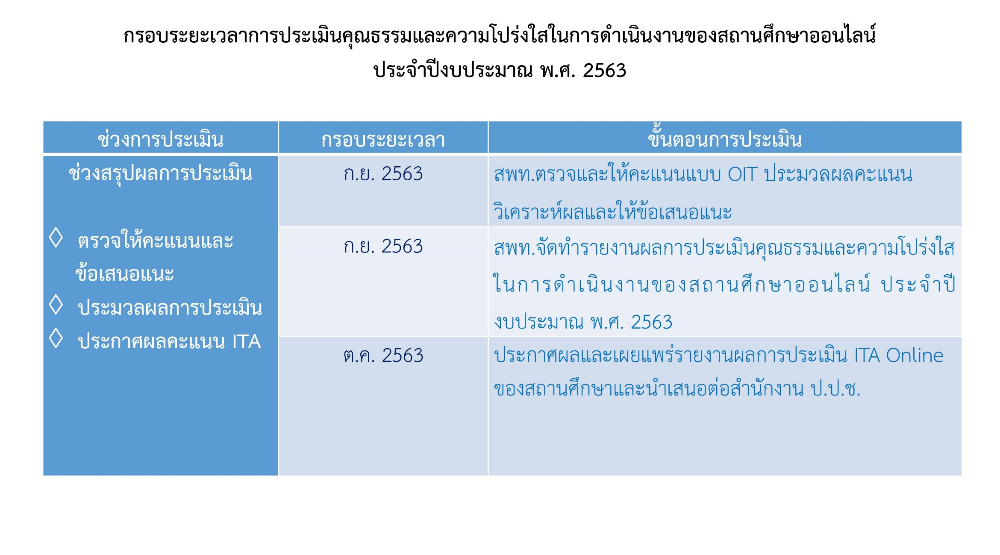 กรอบระยะเวลาการประเมินคุณธรรมและความโปร่งใสในการดำเนินงานของสถานศึกษาออนไลน์
ประจำปีงบประมาณ พ.ศ. 2563
ช่วงการประเมิน
กรอบระยะเวลา
ขั้นตอนการประเมิน
ช่วงสรุปผลการประเมิน
◊ ตรวจให้คะแนนและ
ข้อเสนอแนะ
◊ ประมวลผลการประเมิน
◊ ประกาศผลคะแนน ITA
ก.ย. 2563
สพท.ตรวจและให้คะแนนแบบ OIT ประมวลผลคะแนน
วิเคราะห์ผลและให้ข้อเสนอแนะ
ก.ย. 2563
สพท.จัดทำรายงานผลการประเมินคุณธรรมและความโปร่งใส
ในการดำเนินงานของสถานศึกษาออนไลน์ ประจำปี
งบประมาณ พ.ศ. 2563
ต.ค. 2563
ประกาศผลและเผยแพร่รายงานผลการประเมิน ITA Online
ของสถานศึกษาและนำเสนอต่อสำนักงาน ป.ป.ช.